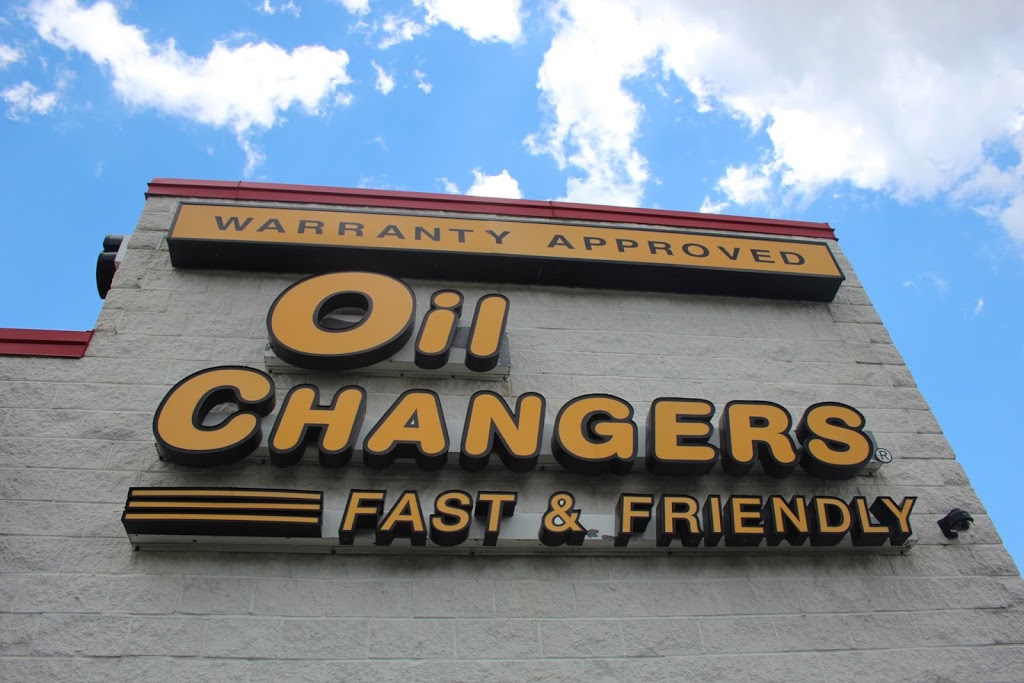 WARRANTY APPROVED
Oil
CHANGERS®
FAST & FRIENDLY